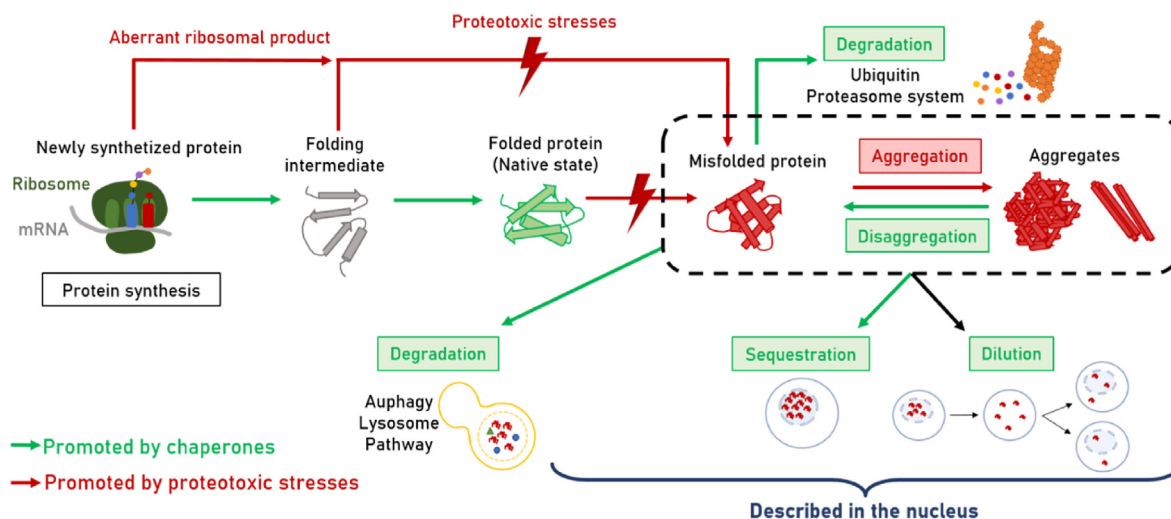 Proteotoxic stresses
Aberrant ribosomal product
Degradation
Ubiquitin
Proteasome system
Newly synthetized protein
Ribosome
mRNA
Protein synthesis
Folding
intermediate
Folded protein
(Native state)
Misfolded protein
Aggregation
Disaggregation
Aggregates
Degradation
Auphagy
Lysosome
Pathway
Sequestration
Dilution
Promoted by chaperones
Promoted by proteotoxic stresses
Described in the nucleus